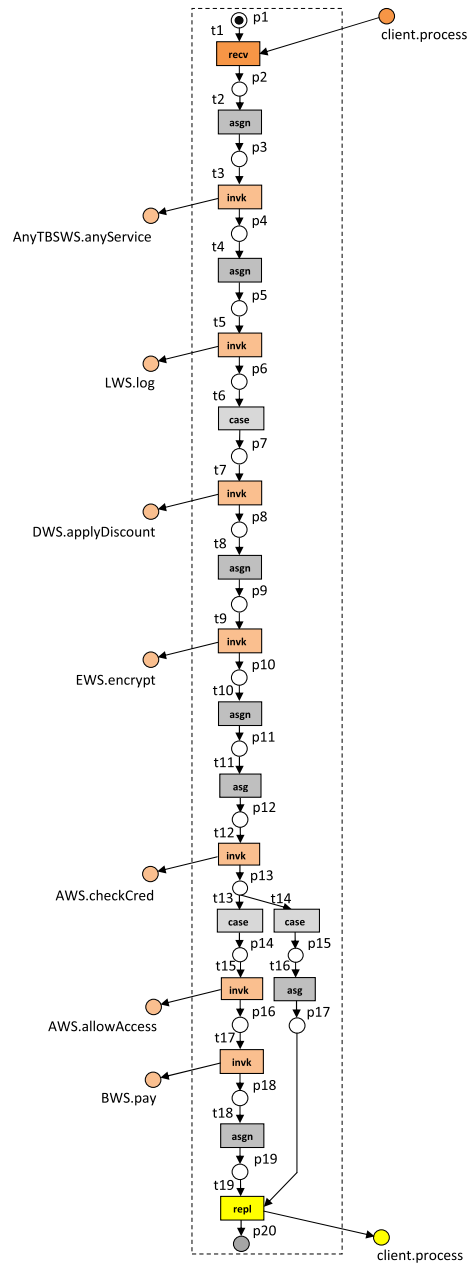 p1
client.process
t1
recv
p2
t2
asgn
p3
t3
invk
p4
AnyTBSWS.anyService
t4
asgn
p5
t5
invk
p6
LWS.log
t6
case
p7
t7
invk
p8
DWS.applyDiscount
t8
asgn
p9
t9
invk
p10
EWS.encrypt
t10
asgn
p11
t11
asg
p12
t12
invk
p13
AWS.checkCred
t13 t14
case case
p14 p15
t15 t16
invk asg
p16 p17
AWS.allowAccess
t17
invk
p18
BWS.pay
t18
asgn
p19
t19
repl
p20
client.process